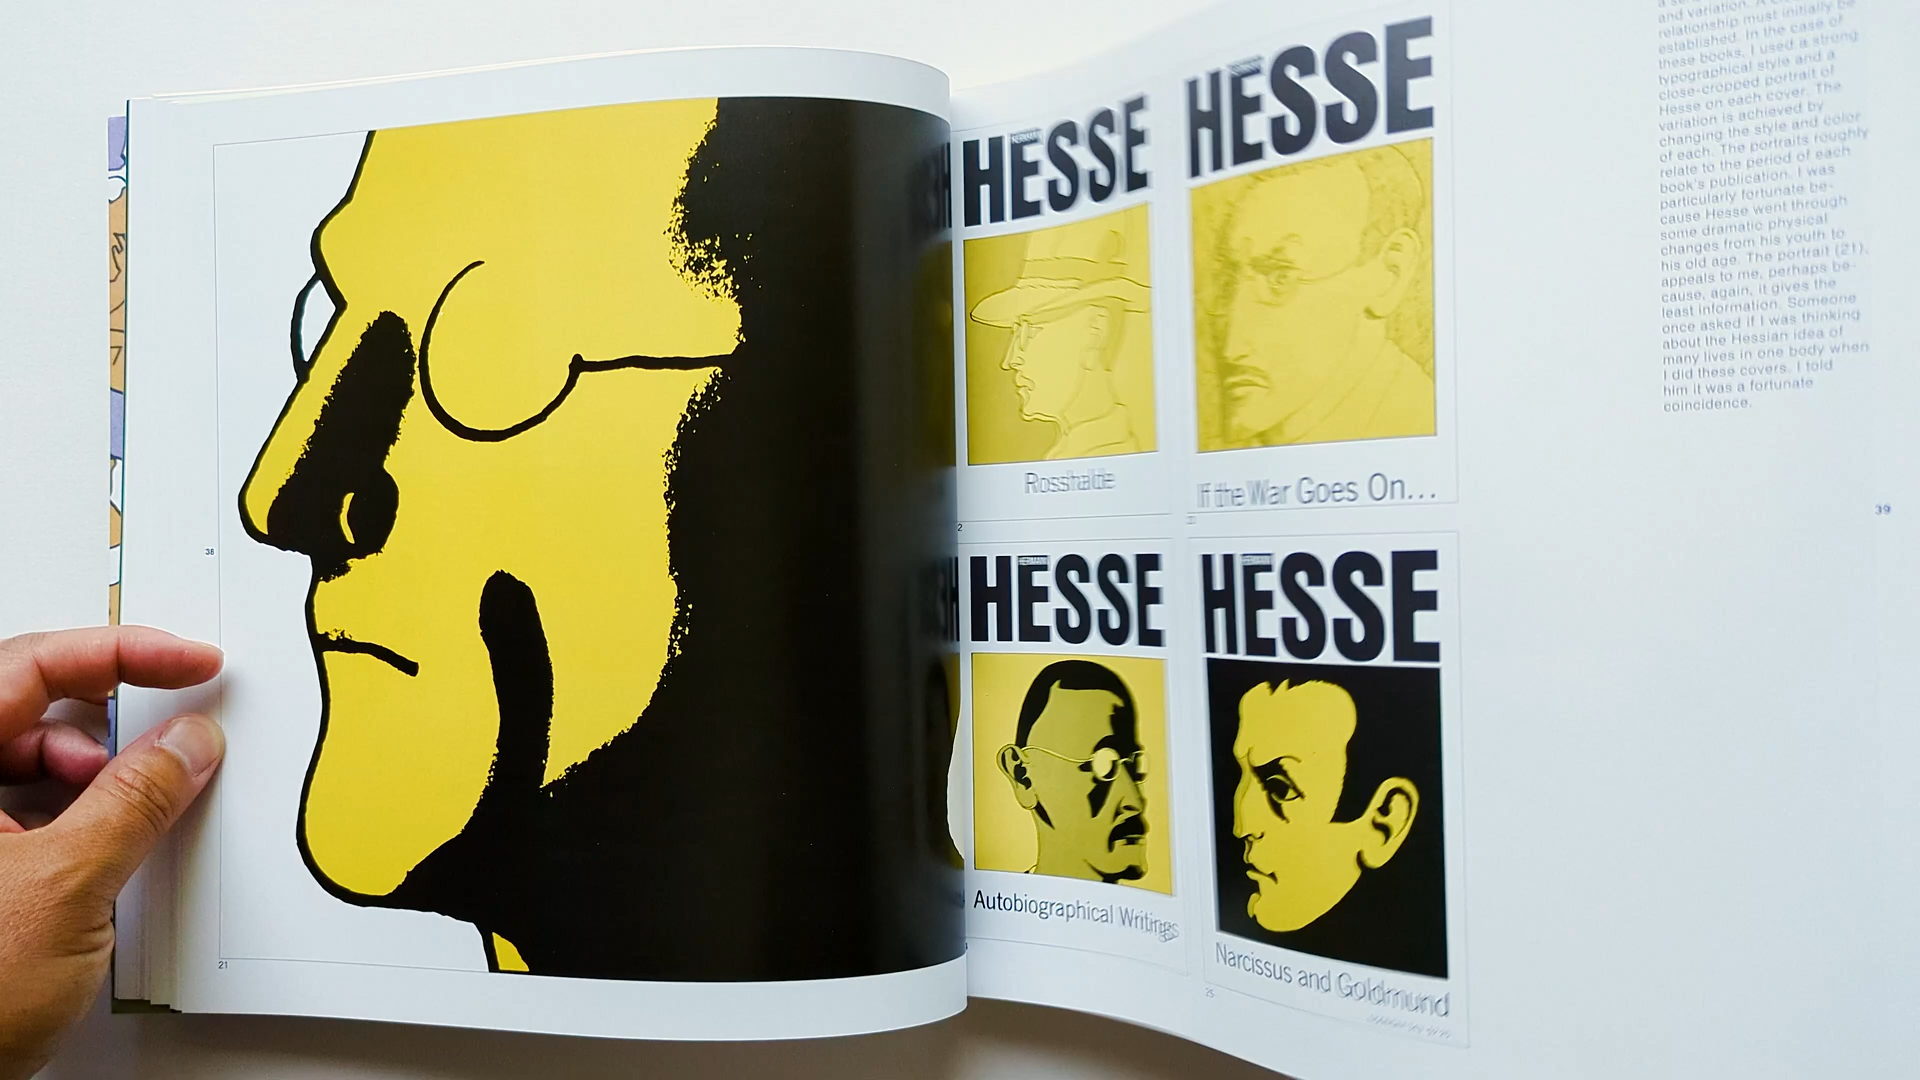 38
21
HESSE
Rosshalde
HESSE
If the War Goes On...
HESSE
Autobiographical Writings
HESSE
Narcissus and Goldmund
25
and variation. A
relationship must initially be
established. In the case of
these books, I used a strong
typographical style and a
close-cropped portrait of
Hesse on each cover. The
variation is achieved by
changing the style and color
of each. The portraits roughly
relate to the period of each
book's publication. I was
particularly fortunate be-
cause Hesse went through
some dramatic physical
changes from his youth to
his old age. The portrait (21),
appeals to me, perhaps be-
cause, again, it gives the
least information. Someone
once asked if I was thinking
about the Hessian idea of
many lives in one body when
I did these covers. I told
him it was a fortunate
coincidence.
39